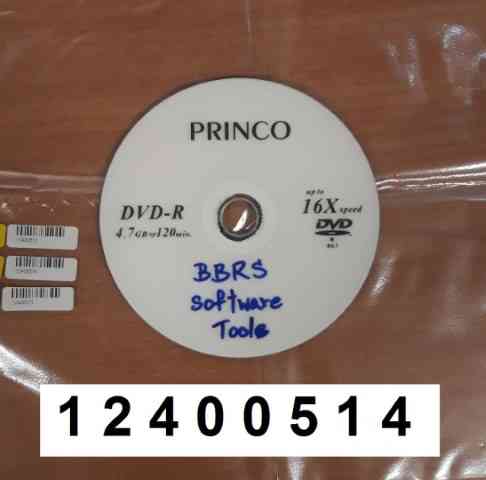 PRINCO
DVD-R
4.7GB 120min.
up to
16X speed
DVD
BBRS
Software
Tools
12400514